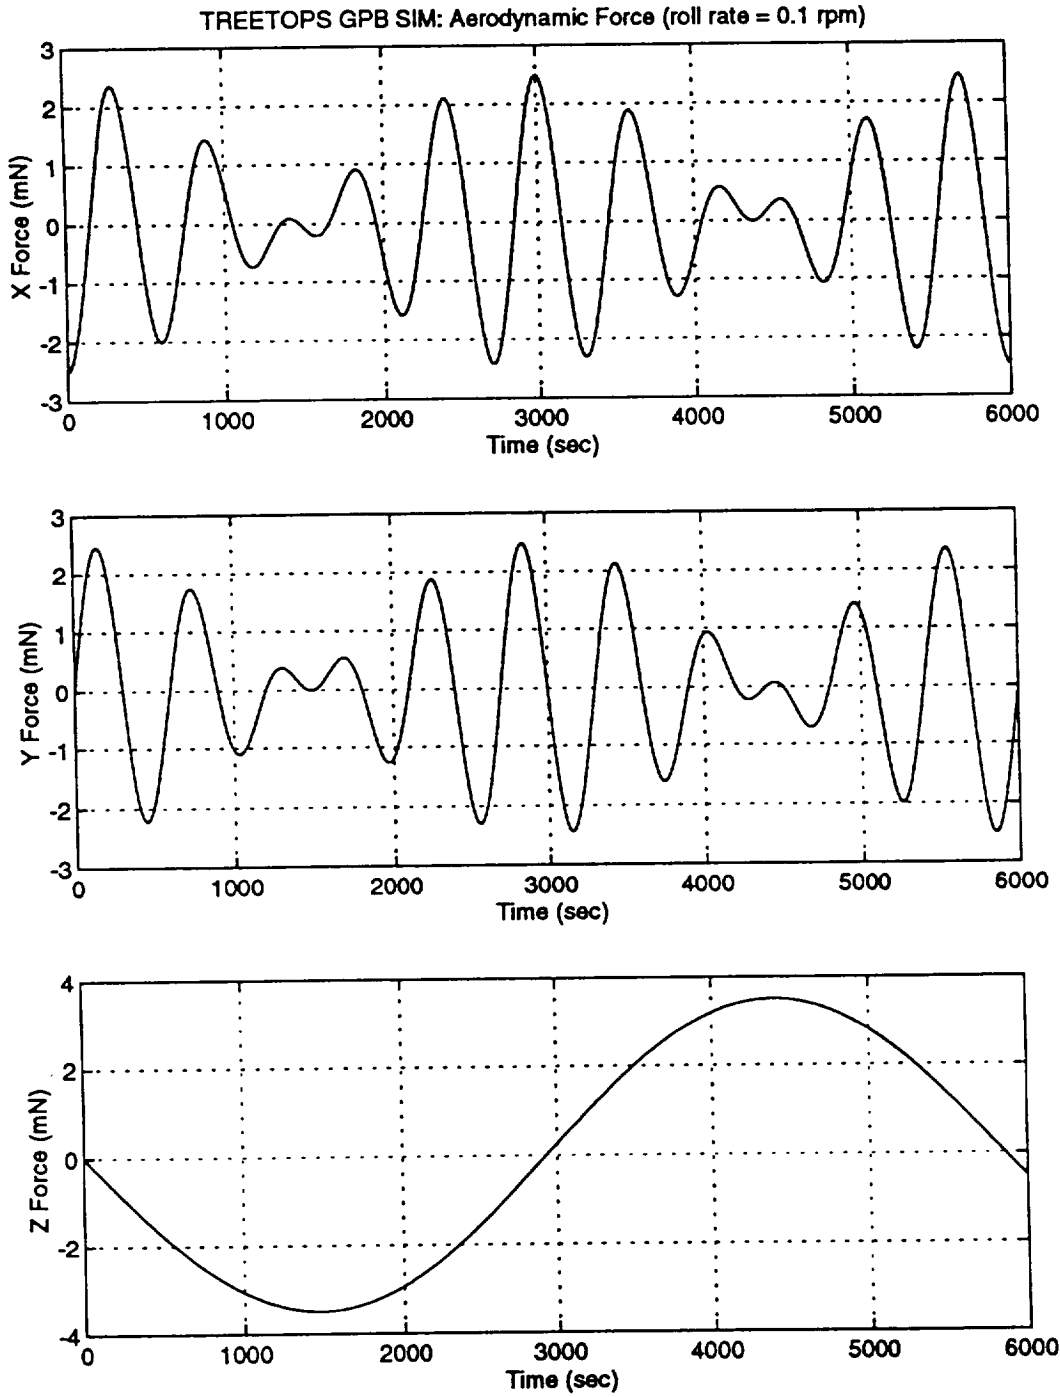 TREETOPS GPB SIM: Aerodynamic Force (roll rate = 0.1 rpm)
3
2
1
0
-1
-2
-3
X Force (mN)
0 1000 2000 3000 4000 5000 6000
Time (sec)
3
2
1
0
-1
-2
-3
Y Force (mN)
0 1000 2000 3000 4000 5000 6000
Time (sec)
4
2
0
-2
-4
Z Force (mN)
0 1000 2000 3000 4000 5000 6000
Time (sec)